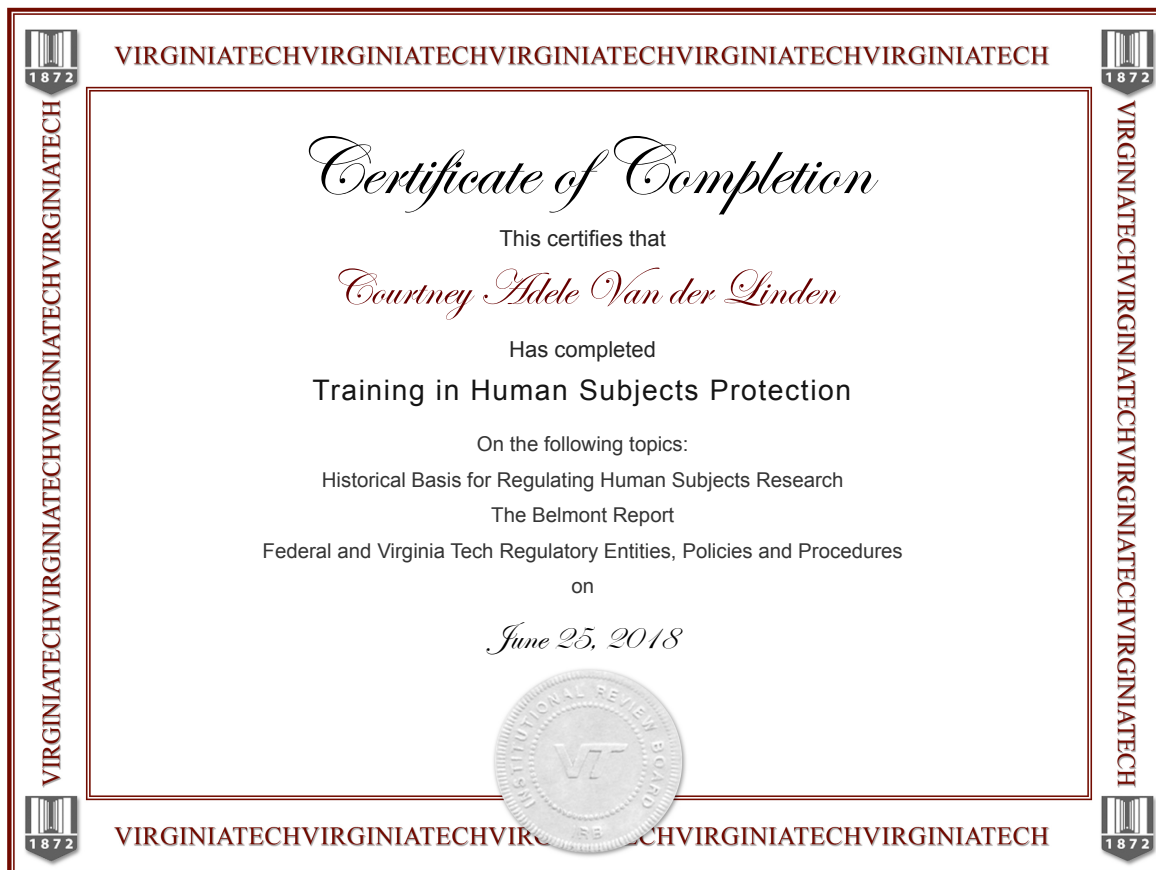 VIRGINIATECHVIRGINIATECHVIRGINIATECHVIRGINIATECHVIRGINIATECH
1872
1872
VIRGINIATECHVIRGINIATECHVIRGINIATECHVIRGINIATECH
VIRGINIATECHVIRGINIATECHVIRGINIATECHVIRGINIATECH
Certificate of Completion
This certifies that
Courtney Adele Van der Linden
Has completed
Training in Human Subjects Protection
On the following topics:
Historical Basis for Regulating Human Subjects Research
The Belmont Report
Federal and Virginia Tech Regulatory Entities, Policies and Procedures
on
June 25, 2018
INSTITUTIONAL REVIEW BOARD
VT
IRB
1872
VIRGINIATECHVIRGINIATECHVIR
CHVIRGINIATECHVIRGINIATECH
1872